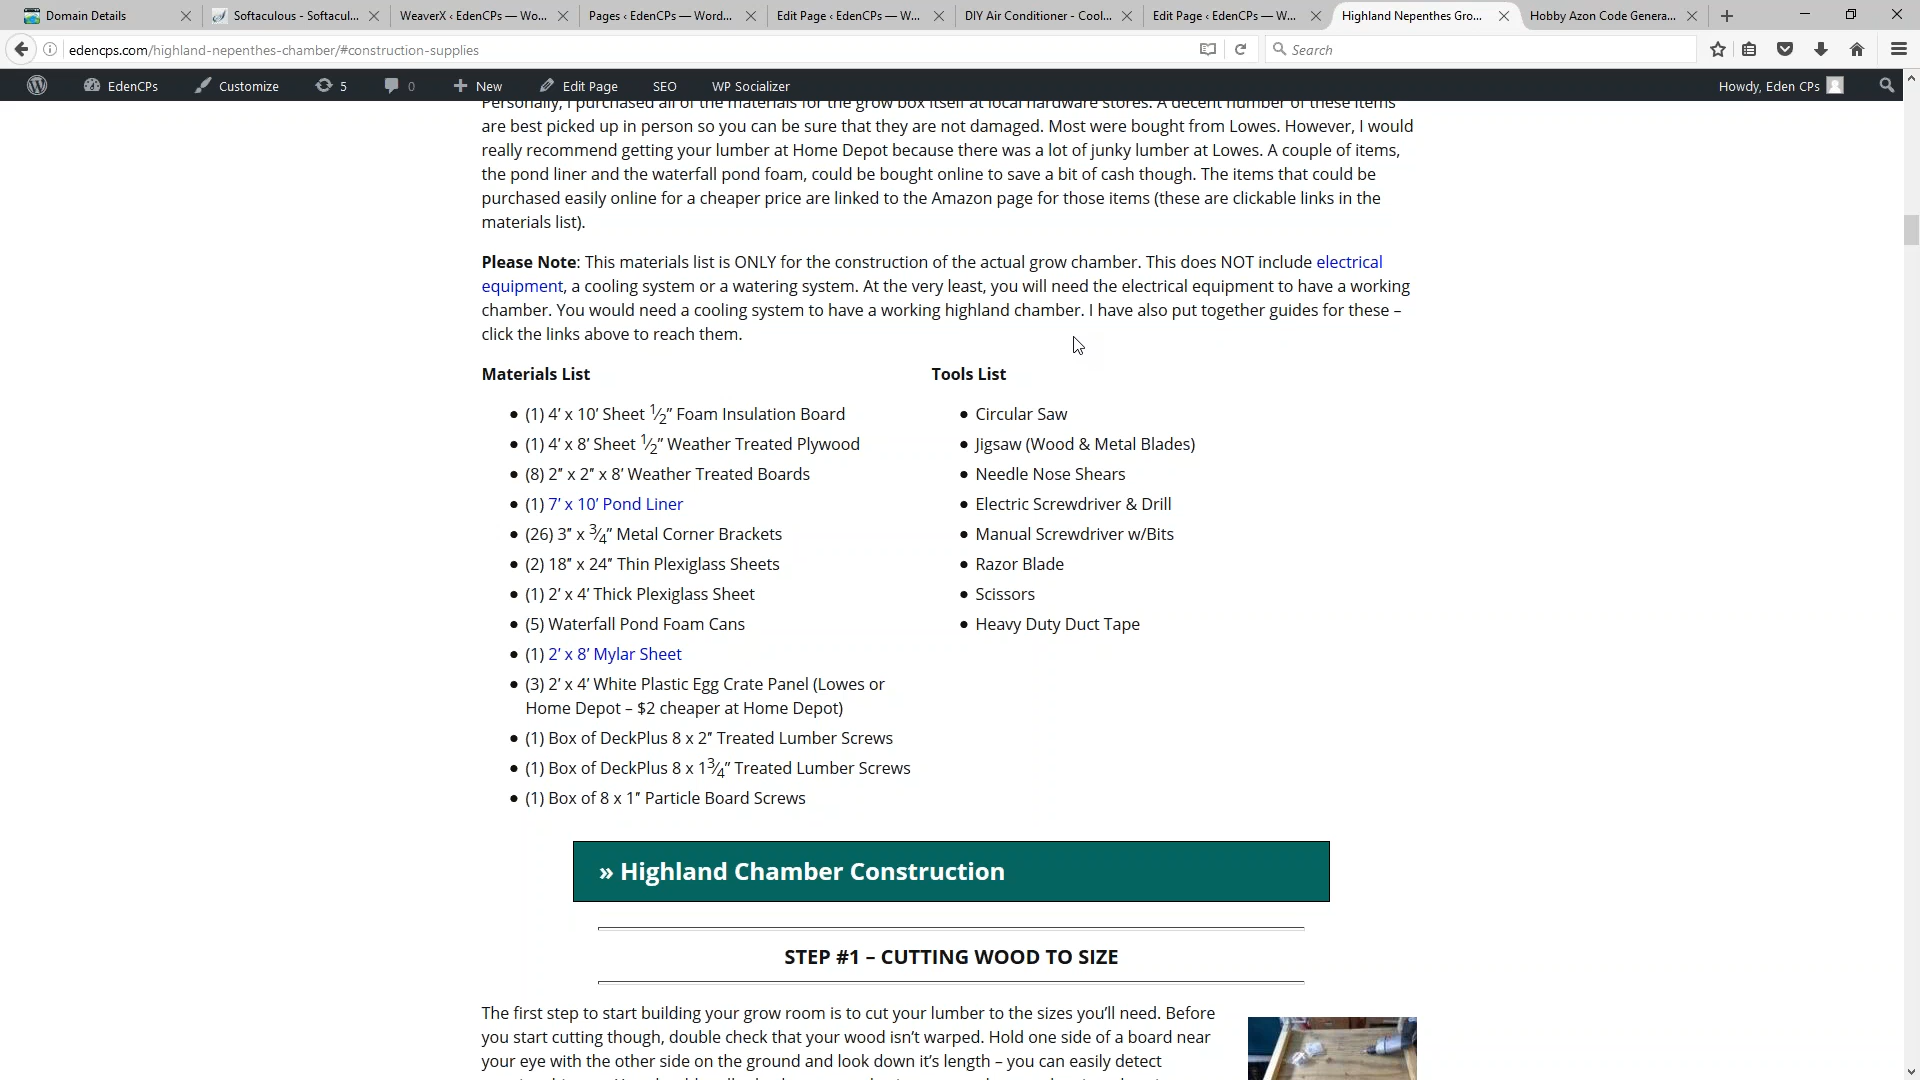 Domain Details
Softaculous - Softacul...
WeaverX ‹ EdenCPs — Wo...
Pages ‹ EdenCPs — Word...
Edit Page ‹ EdenCPs — W...
DIY Air Conditioner - Cool...
Edit Page ‹ EdenCPs — W...
Highland Nepenthes Gro...
Hobby Azon Code Genera...
edencps.com/highland-nepenthes-chamber/#construction-supplies
Search
EdenCPs
Customize
5
0
New
Edit Page
SEO
WP Socializer
Howdy, Eden CPs
Personally, I purchased all of the materials for the grow box itself at local hardware stores. A decent number of these items
are best picked up in person so you can be sure that they are not damaged. Most were bought from Lowes. However, I would
really recommend getting your lumber at Home Depot because there was a lot of junky lumber at Lowes. A couple of items,
the pond liner and the waterfall pond foam, could be bought online to save a bit of cash though. The items that could be
purchased easily online for a cheaper price are linked to the Amazon page for those items (these are clickable links in the
materials list).
Please Note: This materials list is ONLY for the construction of the actual grow chamber. This does NOT include electrical
equipment, a cooling system or a watering system. At the very least, you will need the electrical equipment to have a working
chamber. You would need a cooling system to have a working highland chamber. I have also put together guides for these –
click the links above to reach them.
Materials List
(1) 4′ x 10′ Sheet 1⁄2″ Foam Insulation Board
(1) 4′ x 8′ Sheet 1⁄2″ Weather Treated Plywood
(8) 2″ x 2″ x 8′ Weather Treated Boards
(1) 7′ x 10′ Pond Liner
(26) 3″ x 3⁄4″ Metal Corner Brackets
(2) 18″ x 24″ Thin Plexiglass Sheets
(1) 2′ x 4′ Thick Plexiglass Sheet
(5) Waterfall Pond Foam Cans
(1) 2′ x 8′ Mylar Sheet
(3) 2′ x 4′ White Plastic Egg Crate Panel (Lowes or
Home Depot – $2 cheaper at Home Depot)
(1) Box of DeckPlus 8 x 2″ Treated Lumber Screws
(1) Box of DeckPlus 8 x 13⁄4″ Treated Lumber Screws
(1) Box of 8 x 1″ Particle Board Screws
Tools List
Circular Saw
Jigsaw (Wood & Metal Blades)
Needle Nose Shears
Electric Screwdriver & Drill
Manual Screwdriver w/Bits
Razor Blade
Scissors
Heavy Duty Duct Tape
» Highland Chamber Construction
STEP #1 – CUTTING WOOD TO SIZE
The first step to start building your grow room is to cut your lumber to the sizes you’ll need. Before
you start cutting though, double check that your wood isn’t warped. Hold one side of a board near
your eye with the other side on the ground and look down it’s length – you can easily detect